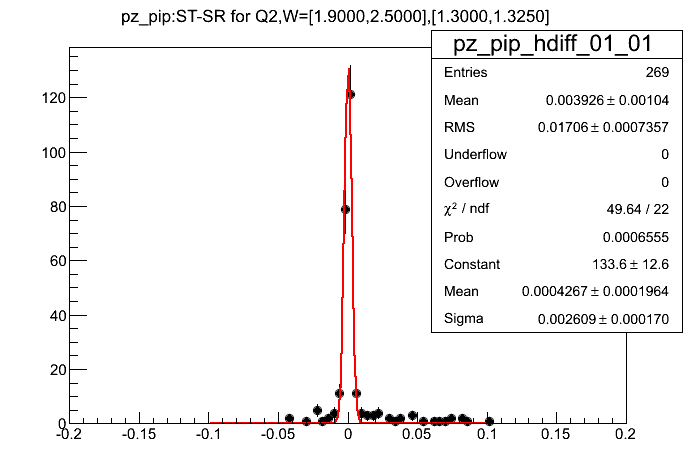 pz_pip:ST-SR for Q2,W=[1.9000,2.5000],[1.3000,1.3250]
pz_pip_hdiff_01_01
Entries 269
Mean 0.003926 ± 0.00104
RMS 0.01706 ± 0.0007357
Underflow 0
Overflow 0
χ² / ndf 49.64 / 22
Prob 0.0006555
Constant 133.6 ± 12.6
Mean 0.0004267 ± 0.0001964
Sigma 0.002609 ± 0.000170
120
100
80
60
40
20
0
-0.2 -0.15 -0.1 -0.05 0 0.05 0.1 0.15 0.2